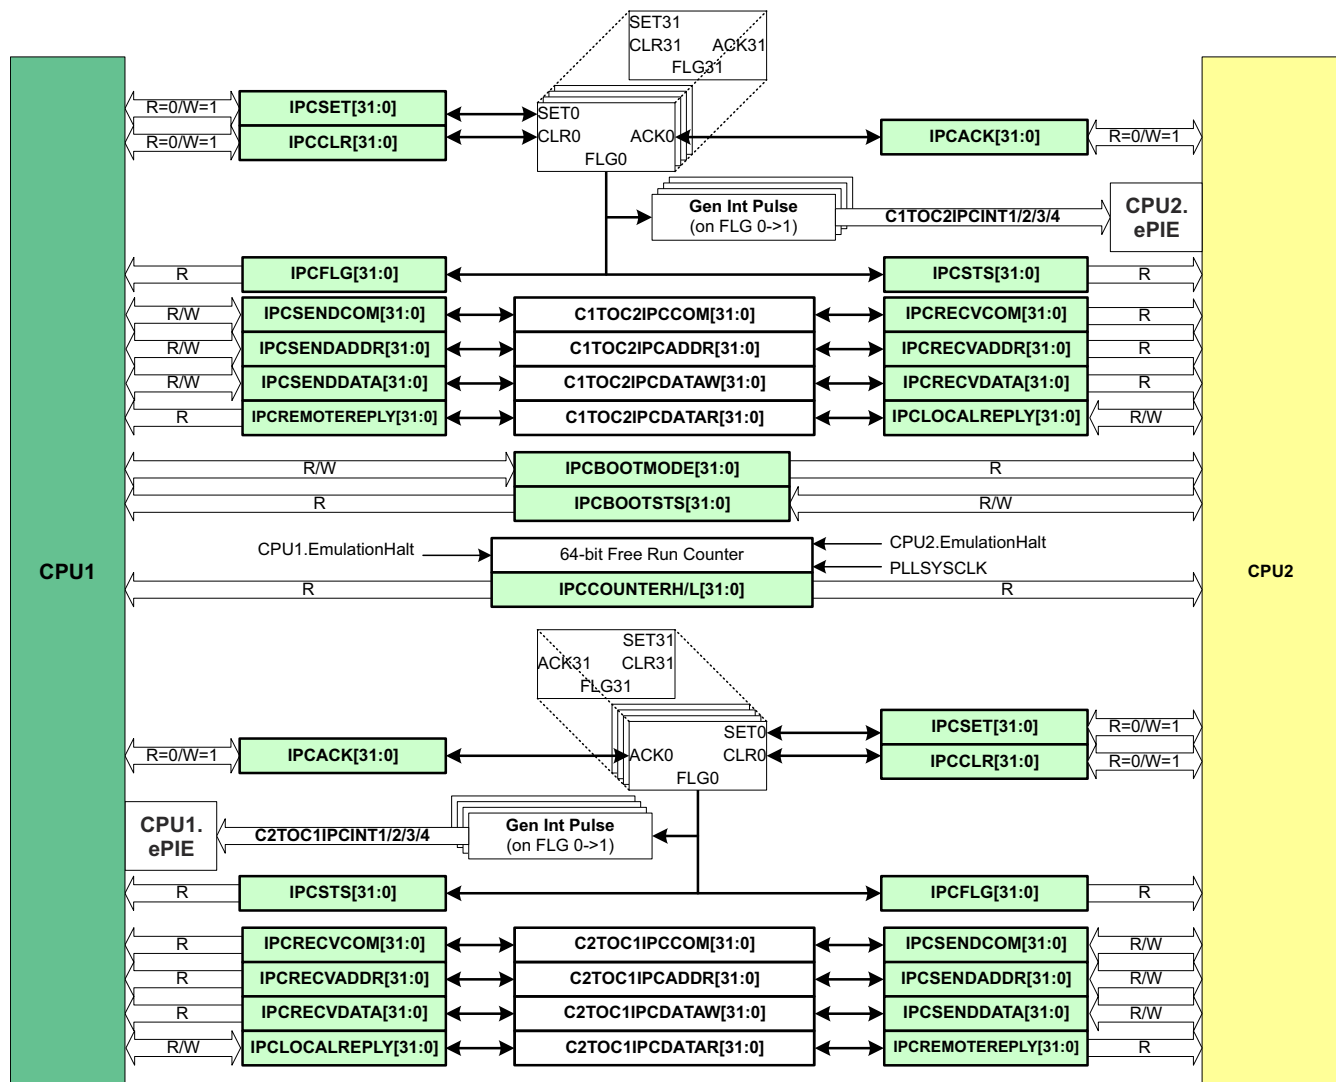 SET31
CLR31 ACK31
FLG31
R=0/W=1 IPCSET[31:0] SET0
R=0/W=1 IPCCLR[31:0] CLR0 ACK0 IPCACK[31:0] R=0/W=1
FLG0
Gen Int Pulse
(on FLG 0->1)
C1TOC2IPCINT1/2/3/4
CPU2.
ePIE
R IPCFLG[31:0] IPCSTS[31:0] R
R/W IPCSENDCOM[31:0] C1TOC2IPCCOM[31:0] IPCRECVCOM[31:0] R
R/W IPCSENDADDR[31:0] C1TOC2IPCADDR[31:0] IPCRECVADDR[31:0] R
R/W IPCSENDDATA[31:0] C1TOC2IPCDATAW[31:0] IPCRECVDATA[31:0] R
R IPCREMOTEREPLY[31:0] C1TOC2IPCDATAR[31:0] IPCLOCALREPLY[31:0] R/W
R/W IPCBOOTMODE[31:0] R
R IPCBOOTSTS[31:0] R/W
CPU1.EmulationHalt 64-bit Free Run Counter CPU2.EmulationHalt
PLLSYSCLK
CPU1
CPU2
R IPCCOUNTERH/L[31:0] R
SET31
ACK31 CLR31
FLG31
SET0 IPCSET[31:0] R=0/W=1
R=0/W=1 IPCACK[31:0] ACK0 CLR0 IPCCLR[31:0] R=0/W=1
FLG0
CPU1.
ePIE
C2TOC1IPCINT1/2/3/4
Gen Int Pulse
(on FLG 0->1)
R IPCSTS[31:0] IPCFLG[31:0] R
R IPCRECVCOM[31:0] C2TOC1IPCCOM[31:0] IPCSENDCOM[31:0] R/W
R IPCRECVADDR[31:0] C2TOC1IPCADDR[31:0] IPCSENDADDR[31:0] R/W
R IPCRECVDATA[31:0] C2TOC1IPCDATAW[31:0] IPCSENDDATA[31:0] R/W
R/W IPCLOCALREPLY[31:0] C2TOC1IPCDATAR[31:0] IPCREMOTEREPLY[31:0] R